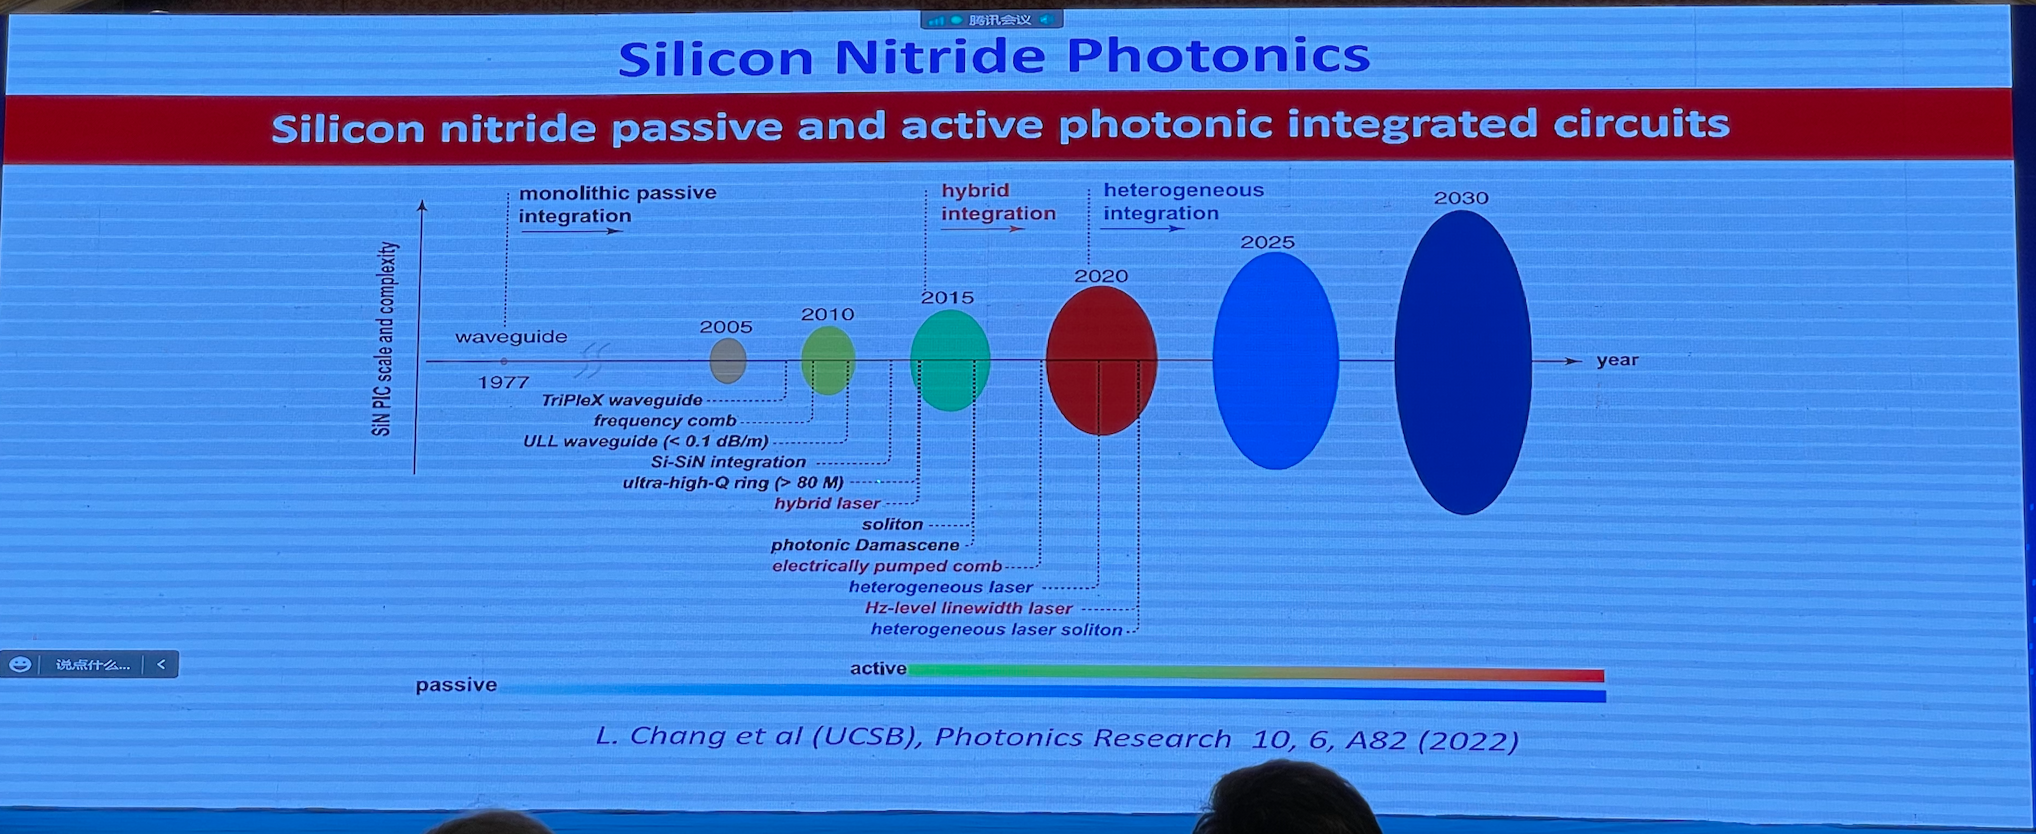 腾讯会议
Silicon Nitride Photonics
Silicon nitride passive and active photonic integrated circuits
monolithic passive
integration
hybrid
integration
heterogeneous
integration
2030
2025
2020
2015
2010
2005
waveguide
1977
SiN PIC scale and complexity
year
TriPleX waveguide
frequency comb
ULL waveguide (< 0.1 dB/m)
Si-SiN integration
ultra-high-Q ring (> 80 M)
hybrid laser
soliton
photonic Damascene
electrically pumped comb
heterogeneous laser
Hz-level linewidth laser
heterogeneous laser soliton
说点什么...
active
passive
L. Chang et al (UCSB), Photonics Research 10, 6, A82 (2022)